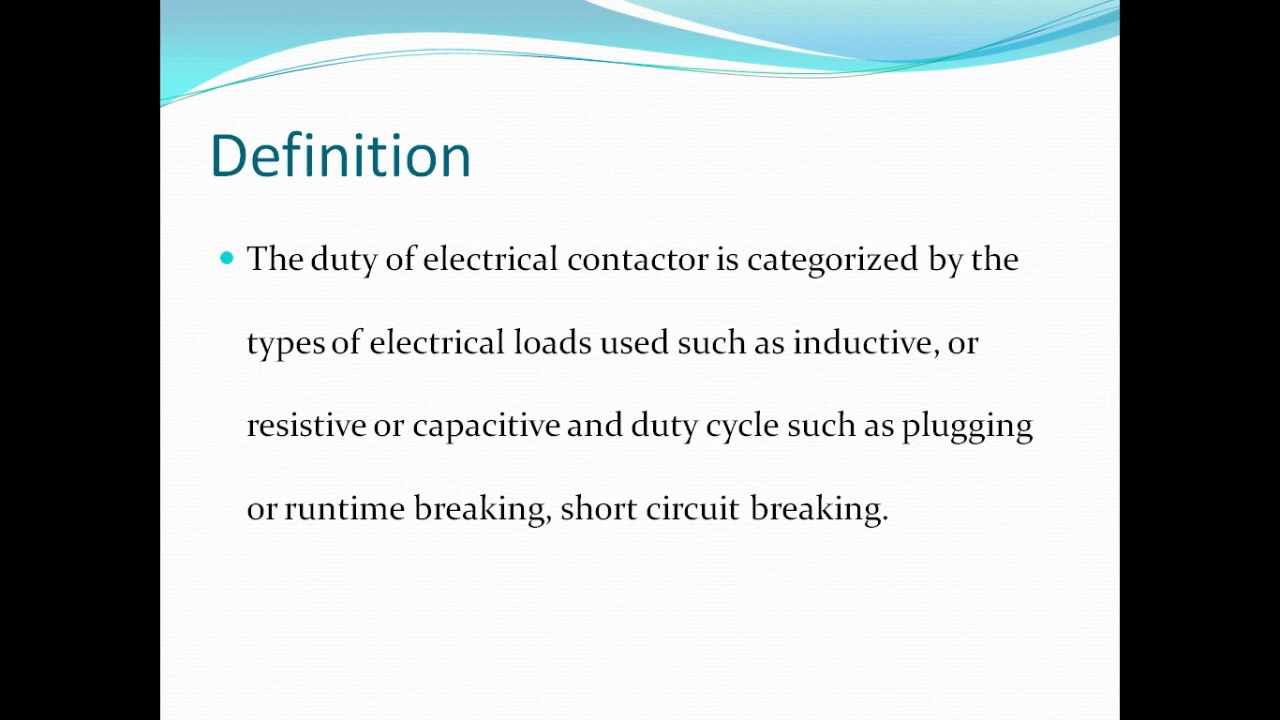 Definition
The duty of electrical contactor is categorized by the
types of electrical loads used such as inductive, or
resistive or capacitive and duty cycle such as plugging
or runtime breaking, short circuit breaking.